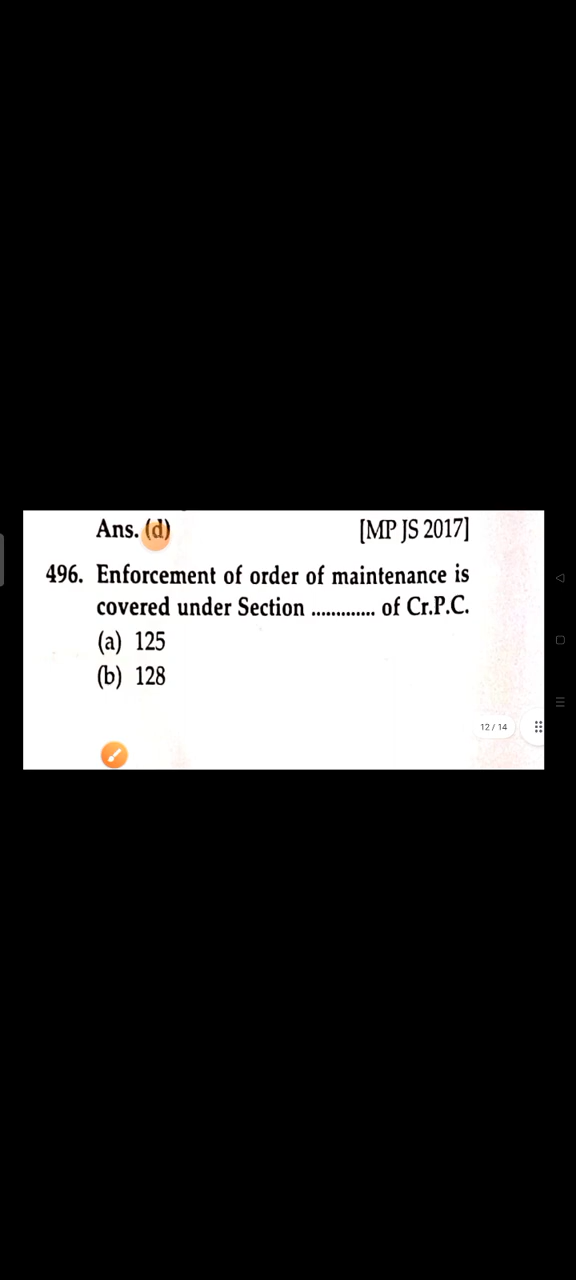 Ans. (d) [MP JS 2017]
496. Enforcement of order of maintenance is
covered under Section ............. of Cr.P.C.
(a) 125
(b) 128
12 / 14